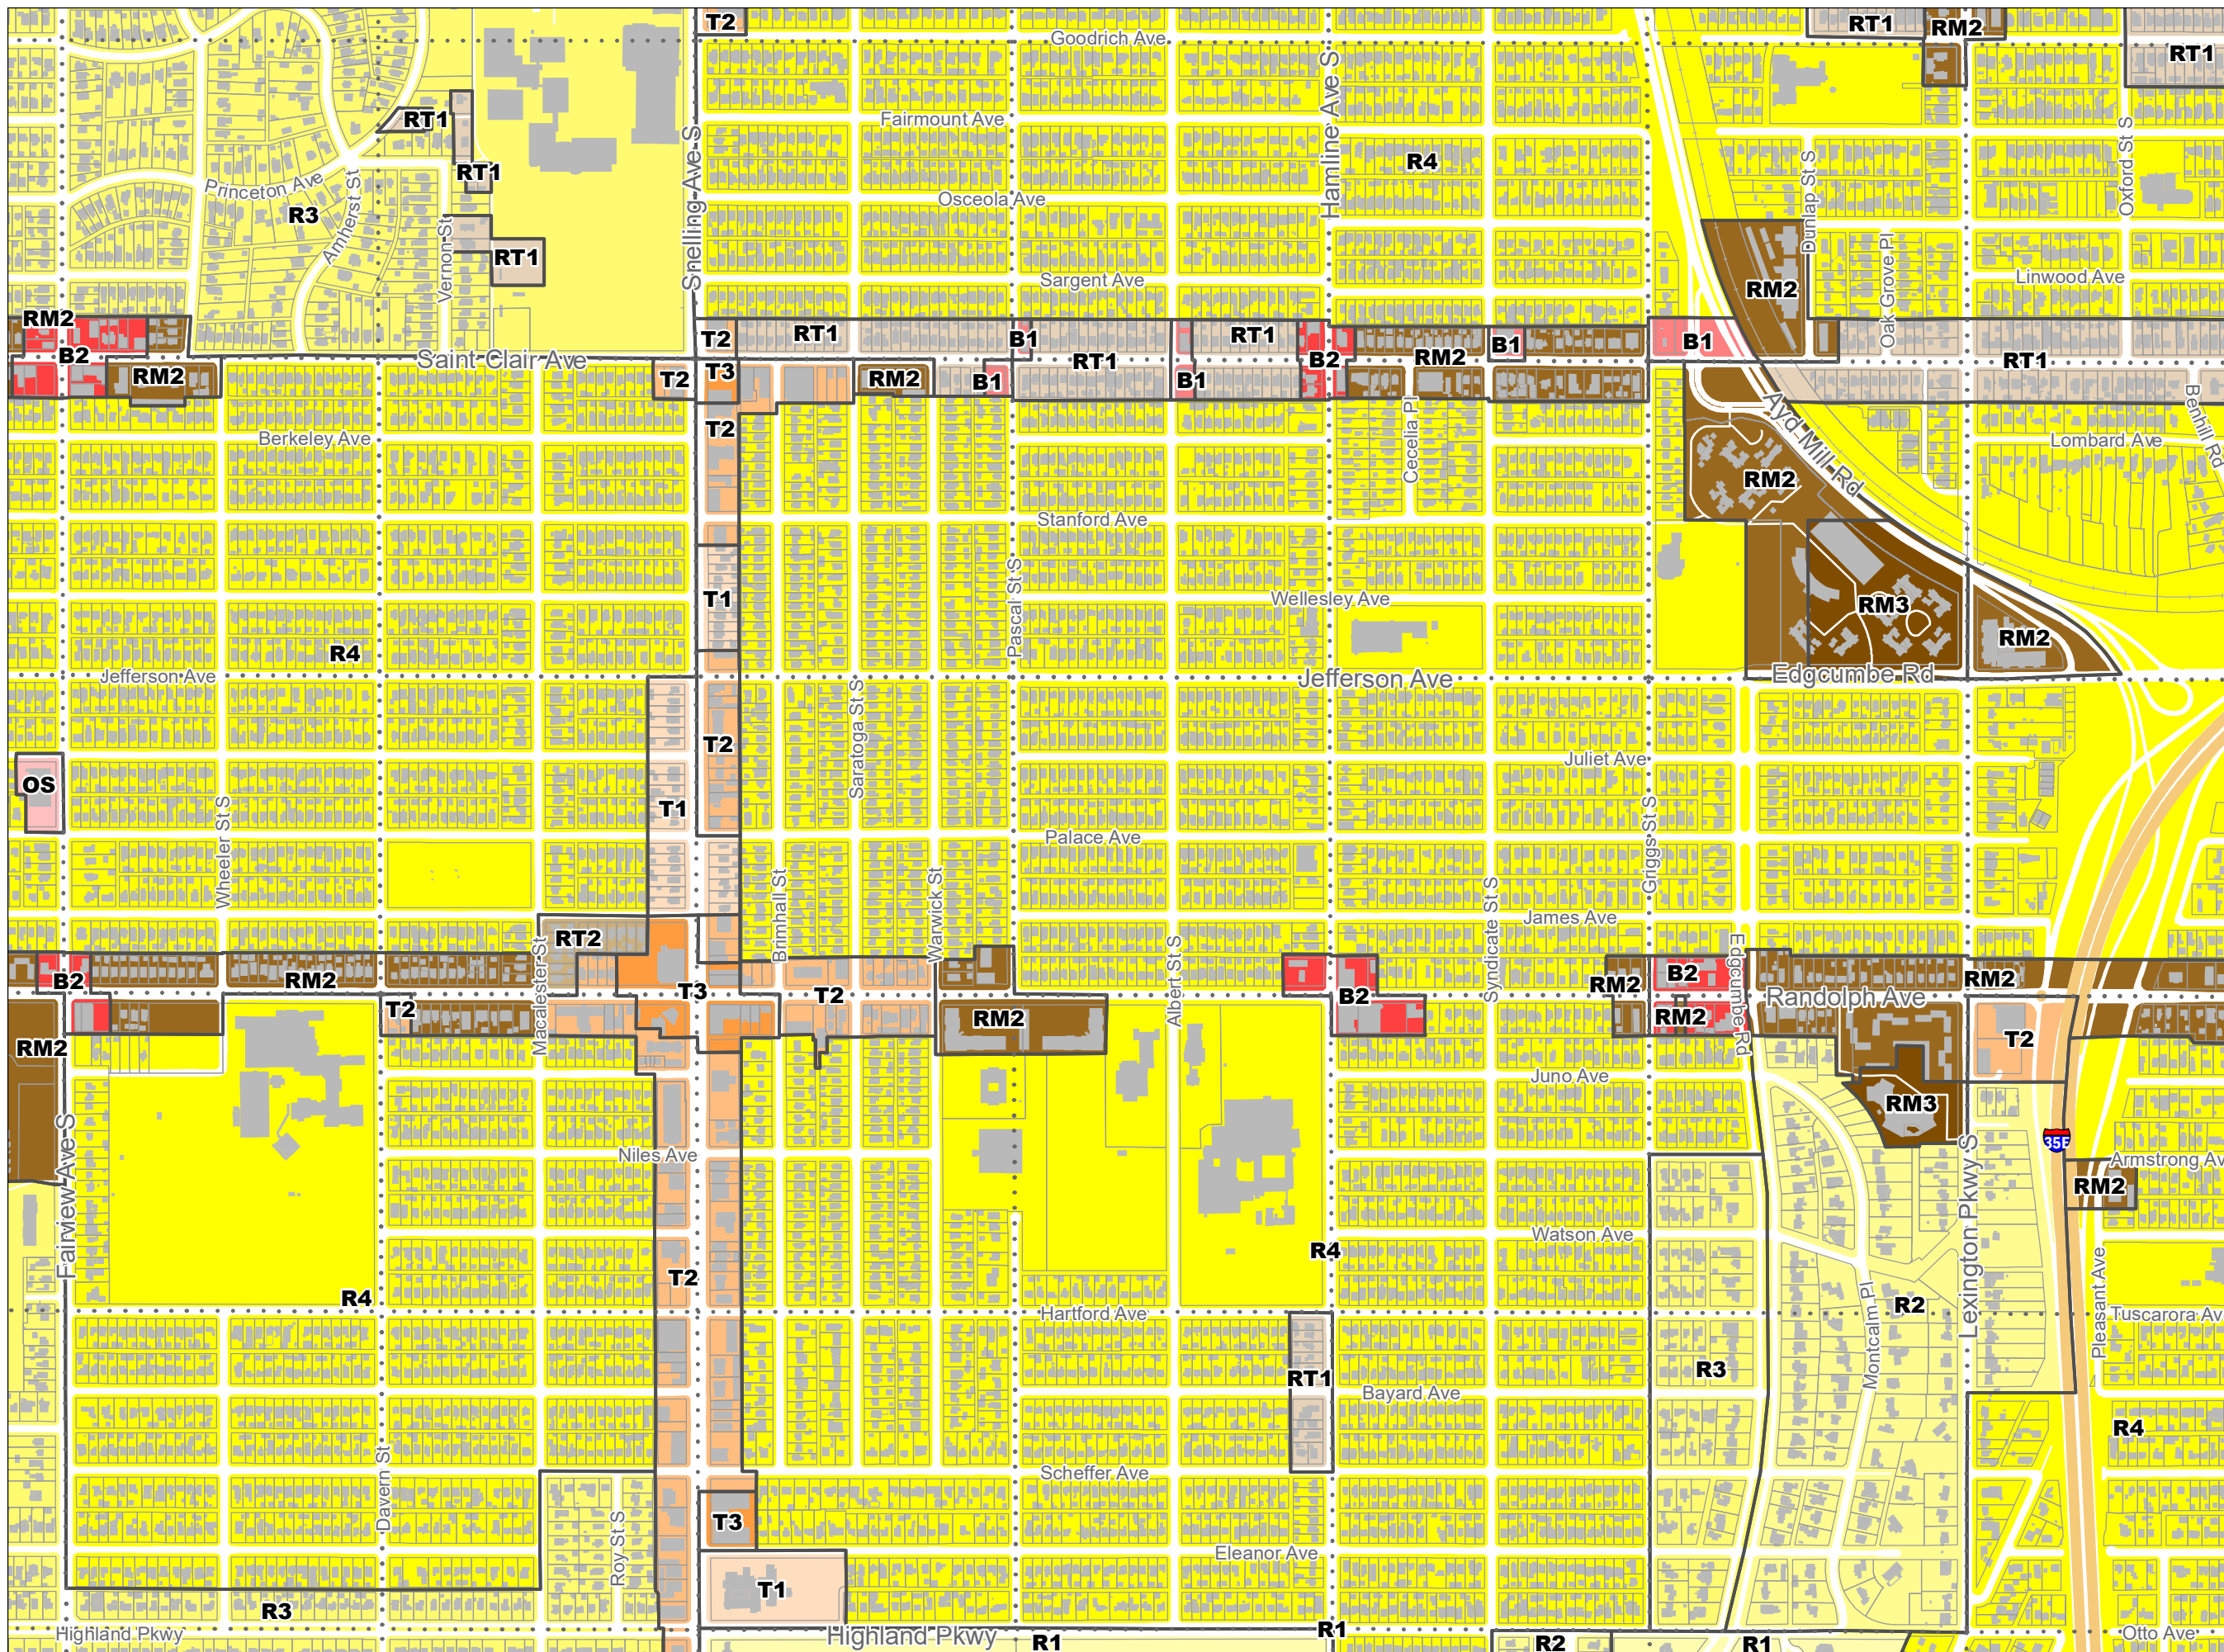 T2
RT1
RM2
RT1
Goodrich Ave
Hamline Ave S
Fairmount Ave
RT1
RT1
R4
Snelling Ave S
Princeton Ave
R3
Amherst St
Vernon St
RT1
Osceola Ave
Dunlap St S
Oxford St S
Oak Grove Pl
Sargent Ave
Linwood Ave
RM2
RM2
B2
RM2
Saint Clair Ave
T2
RT1
B1
RT1
RT1
B2
RM2
B1
B1
RT1
T2
T3
RM2
B1
B1
T2
Berkeley Ave
Cecelia Pl
Ayd Mill Rd
Lombard Ave
Benhill Rd
RM2
Stanford Ave
T1
Pascal St S
Wellesley Ave
RM3
RM2
R4
Jefferson Ave
Jefferson Ave
Edgcumbe Rd
Saratoga St S
T2
Juliet Ave
OS
Wheeler St S
T1
Palace Ave
Griggs St S
Brimhall St
Warwick St
Syndicate St S
James Ave
RT2
Macalester St
Albert St S
Edgcumbe Rd
B2
RM2
T3
T2
B2
RM2
B2
RM2
Randolph Ave
T2
RM2
RM2
T2
RM2
Juno Ave
RM3
Niles Ave
Fairview Ave S
Lexington Pkwy S
35E
Armstrong Av
RM2
Watson Ave
R4
T2
R4
Pleasant Ave
Montcalm Pl
R2
Hartford Ave
Tuscarora Av
RT1
R3
Bayard Ave
R4
Davern St
Scheffer Ave
Roy St S
T3
Eleanor Ave
T1
R3
Highland Pkwy
Highland Pkwy
R1
R1
R2
R1
Otto Ave